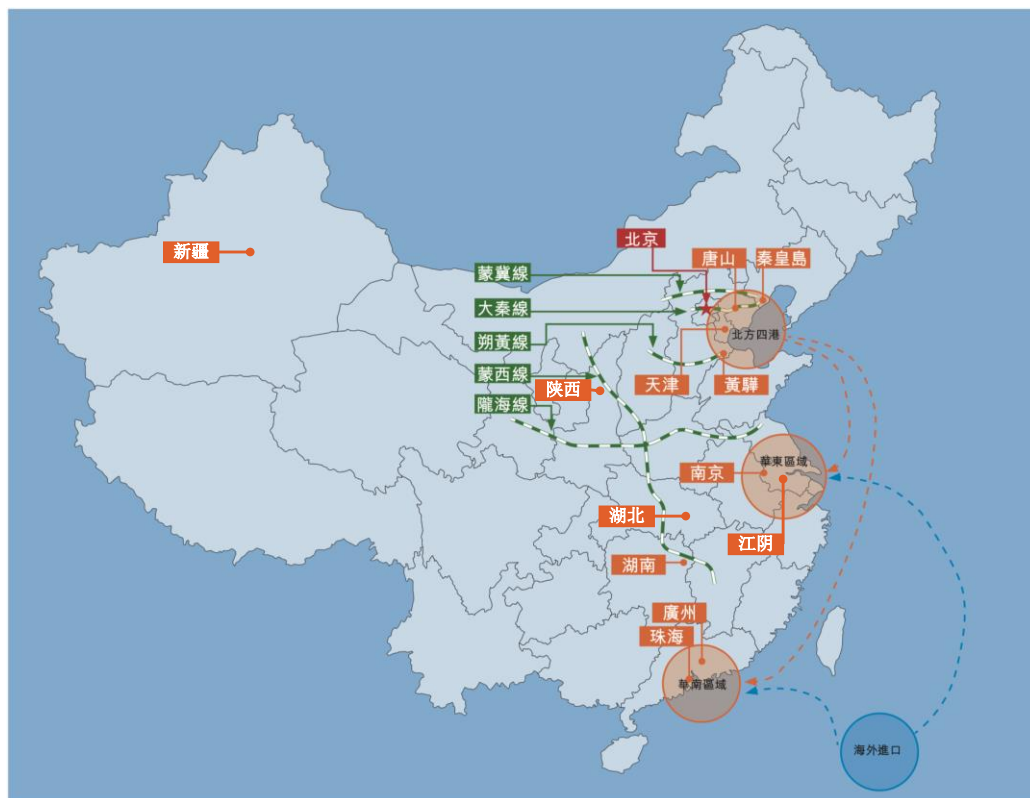 北京
新疆
唐山
秦皇島
蒙冀線
大秦線
北方四港
朔黃線
蒙西線
天津
黃驊
陕西
隴海線
華東區域
南京
湖北
江阴
湖南
廣州
珠海
華南區域
海外進口